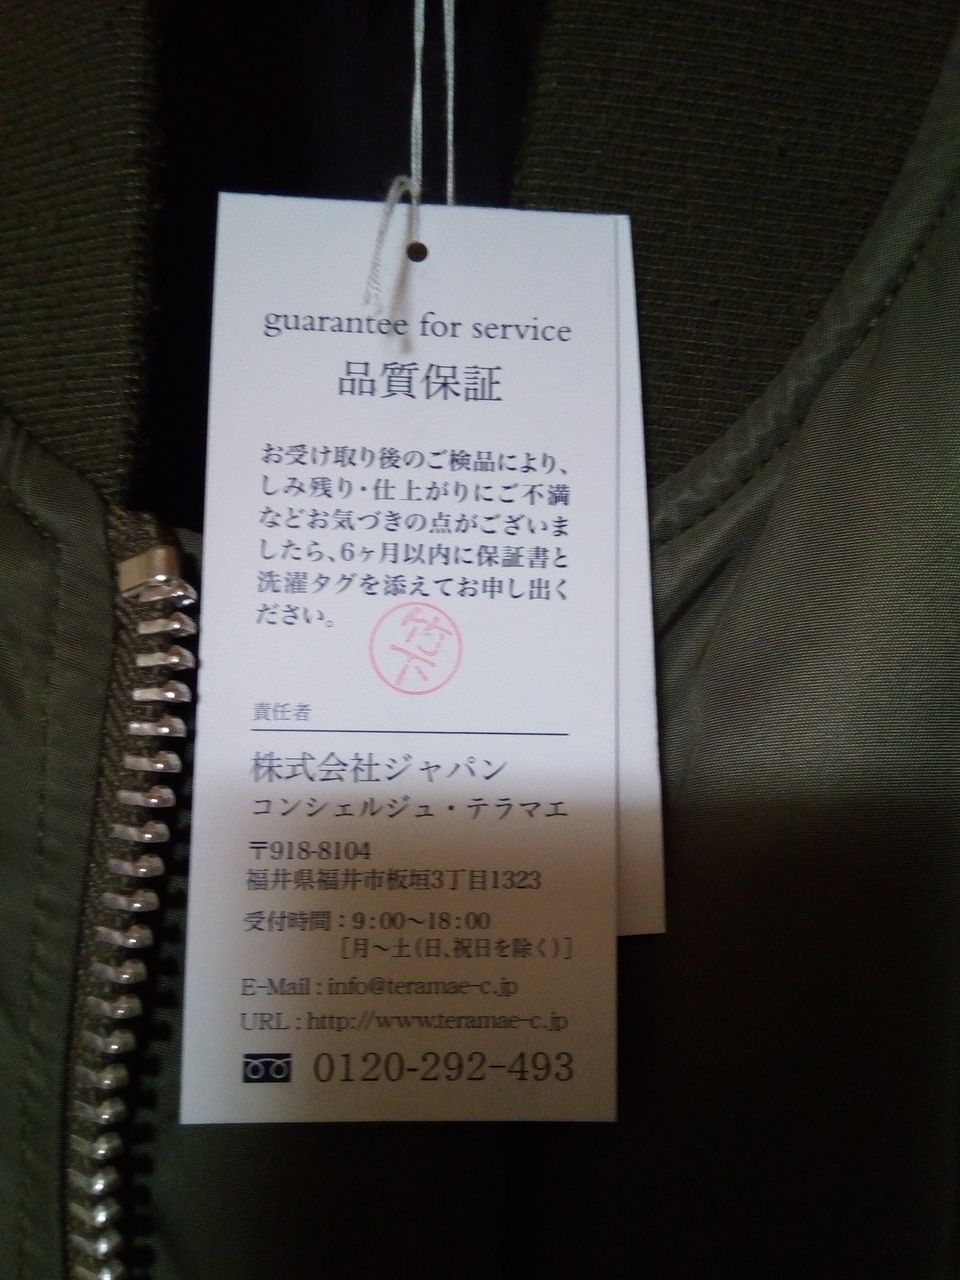 guarantee for service
品質保証
お受け取り後のご検品により、
しみ残り・仕上がりにご不満
などお気づきの点がございま
したら、6ヶ月以内に保証書と
洗濯タグを添えてお申し出く
ださい。
責任者
株式会社ジャパン
コンシェルジュ・テラマエ
〒918-8104
福井県福井市板垣3丁目1323
受付時間：9：00〜18：00
［月〜土（日、祝日を除く）］
E-Mail : info@teramae-c.jp
URL : http://www.teramae-c.jp
0120-292-493